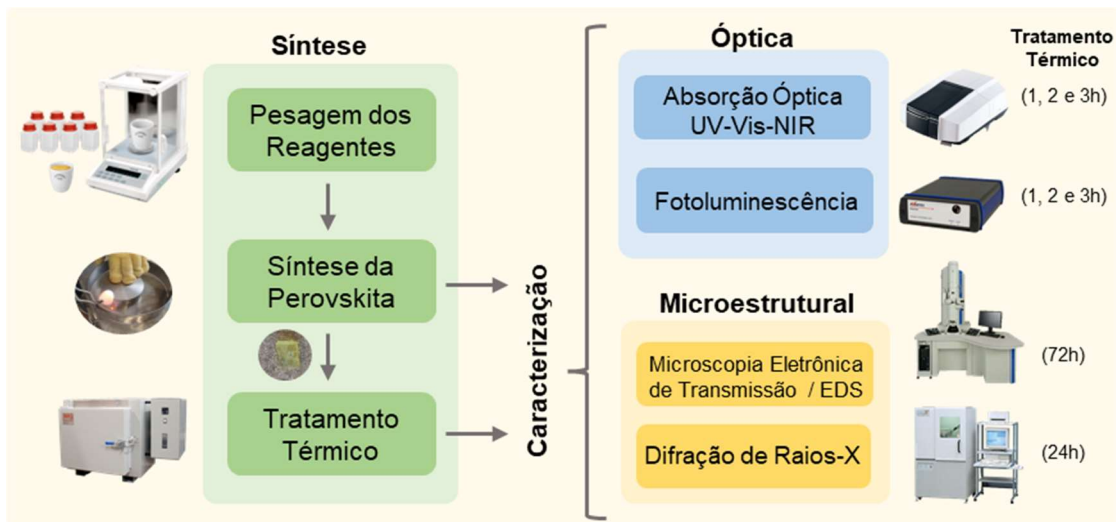 Síntese
Pesagem dos
Reagentes
Síntese da
Perovskita
Tratamento
Térmico
Caracterização
Óptica
Absorção Óptica
UV-Vis-NIR
Fotoluminescência
Microestrutural
Microscopia Eletrônica
de Transmissão / EDS
Difração de Raios-X
Tratamento
Térmico
(1, 2 e 3h)
(1, 2 e 3h)
(72h)
(24h)